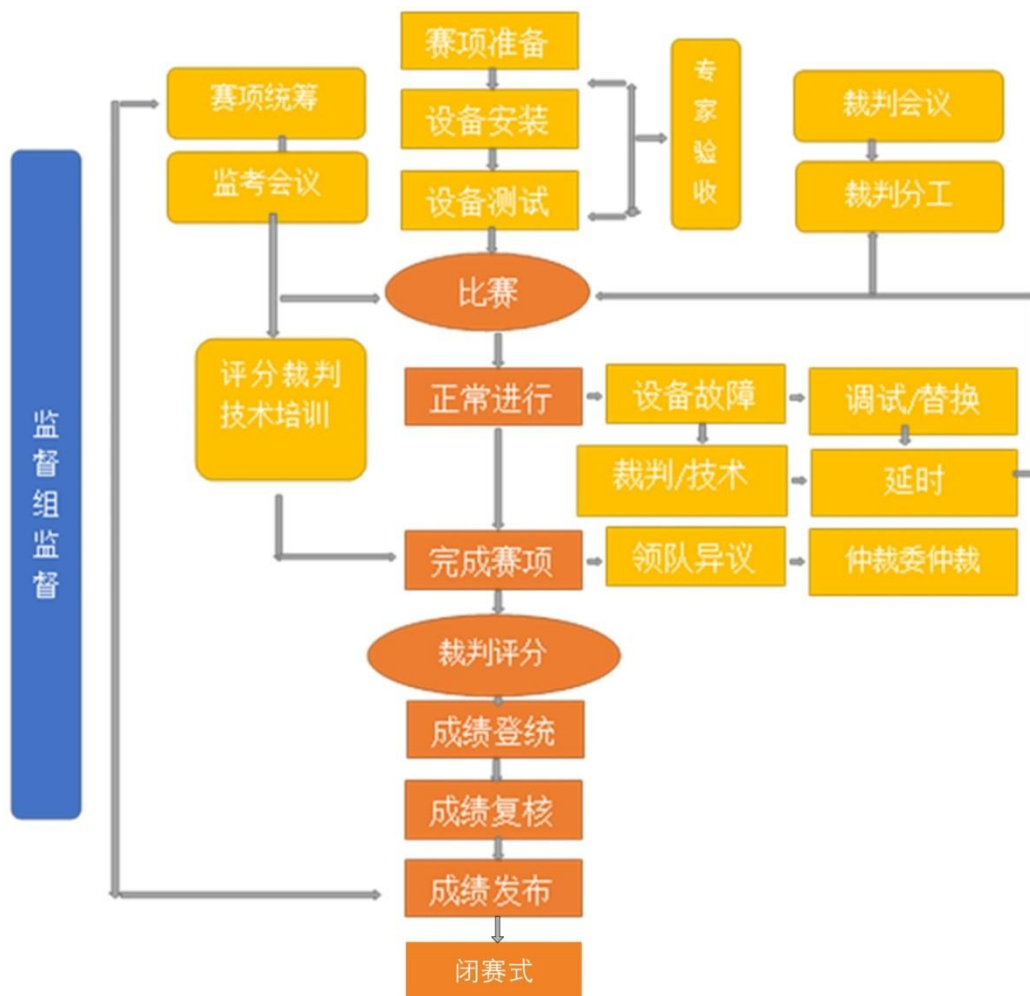 赛项准备
赛项统筹
设备安装
专家验收
裁判会议
监考会议
设备测试
裁判分工
比赛
评分裁判
技术培训
正常进行
设备故障
调试/替换
裁判/技术
延时
监督组监督
完成赛项
领队异议
仲裁委仲裁
裁判评分
成绩登统
成绩复核
成绩发布
闭赛式